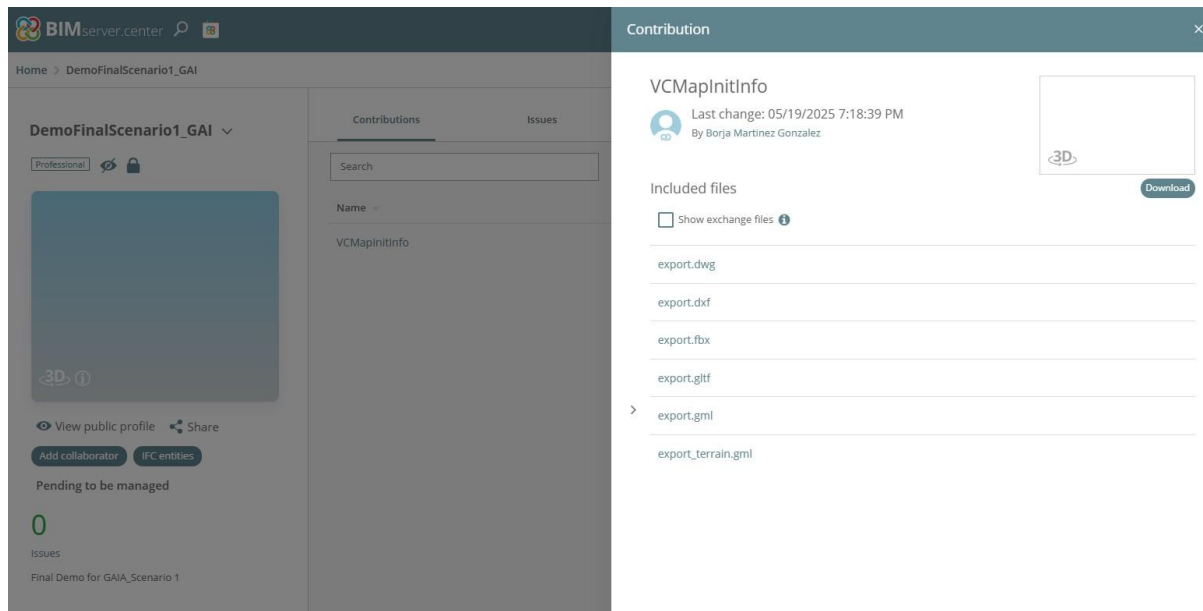 BIMserver.center
Home > DemoFinalScenario1_GAI
DemoFinalScenario1_GAI
Professional
3D
View public profile
Share
Add collaborator
IFC entities
Pending to be managed
0
Issues
Final Demo for GAIA_Scenario 1
Contributions
Issues
Search
Name
VCMapInitInfo
Contribution
VCMapInitInfo
Last change: 05/19/2025 7:18:39 PM
By Borja Martinez Gonzalez
3D
Included files
Download
Show exchange files
export.dwg
export.dxf
export.fbx
export.gltf
export.gml
export_terrain.gml